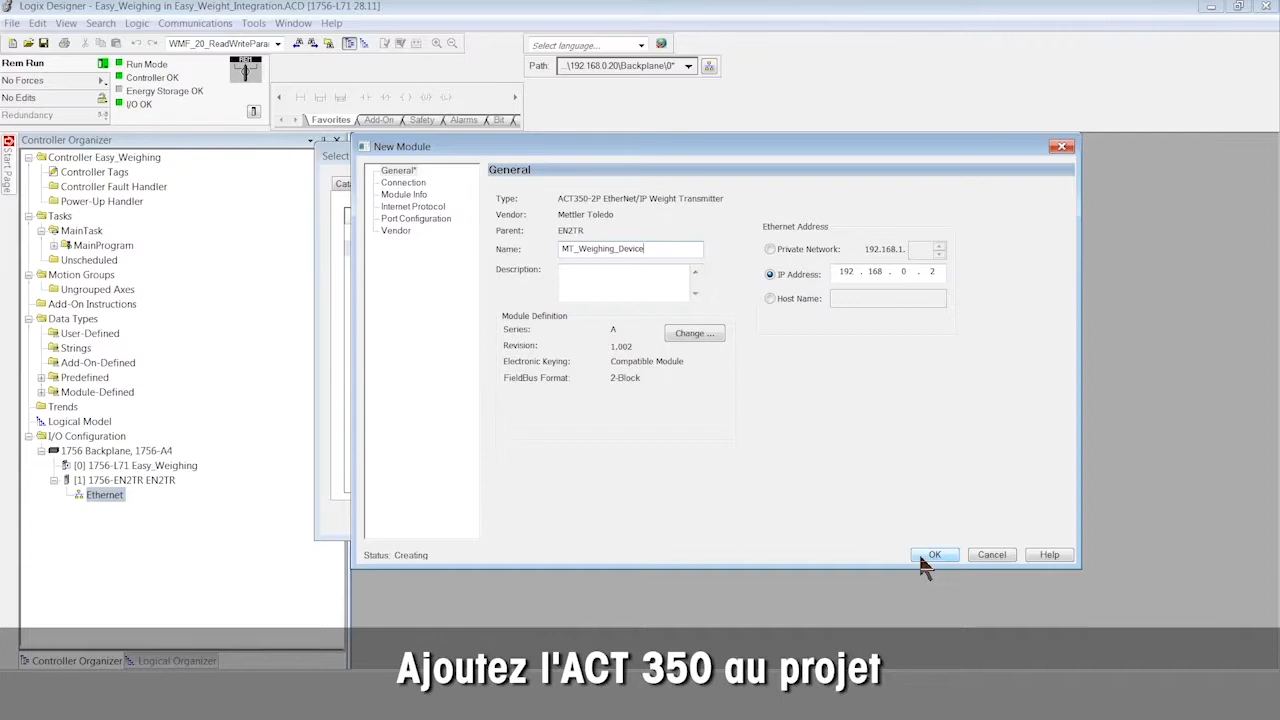 Logix Designer - Easy_Weighing in Easy_Weight_Integration.ACD [1756-L71 28.11]
File Edit View Search Logic Communications Tools Window Help
WMF_20_ReadWritePara
Select language...
Rem Run
Run Mode
No Forces
Controller OK
Energy Storage OK
No Edits
I/O OK
Redundancy
REM
Path: ...\192.168.0.20\Backplane\0*
Favorites Add-On Safety Alarms Bit
Start Page
Controller Organizer
Controller Easy_Weighing
Controller Tags
Controller Fault Handler
Power-Up Handler
Tasks
MainTask
MainProgram
Unscheduled
Motion Groups
Ungrouped Axes
Add-On Instructions
Data Types
User-Defined
Strings
Add-On-Defined
Predefined
Module-Defined
Trends
Logical Model
I/O Configuration
1756 Backplane, 1756-A4
[0] 1756-L71 Easy_Weighing
[1] 1756-EN2TR EN2TR
Ethernet
Controller Organizer Logical Organizer
Select
Cat
New Module
General*
Connection
Module Info
Internet Protocol
Port Configuration
Vendor
General
Type: ACT350-2P EtherNet/IP Weight Transmitter
Vendor: Mettler Toledo
Parent: EN2TR
Name: MT_Weighing_Device
Description:
Ethernet Address
Private Network: 192.168.1.
IP Address: 192 . 168 . 0 . 2
Host Name:
Module Definition
Series: A
Change ...
Revision: 1.002
Electronic Keying: Compatible Module
FieldBus Format: 2-Block
Status: Creating
OK Cancel Help
Ajoutez l'ACT 350 au projet